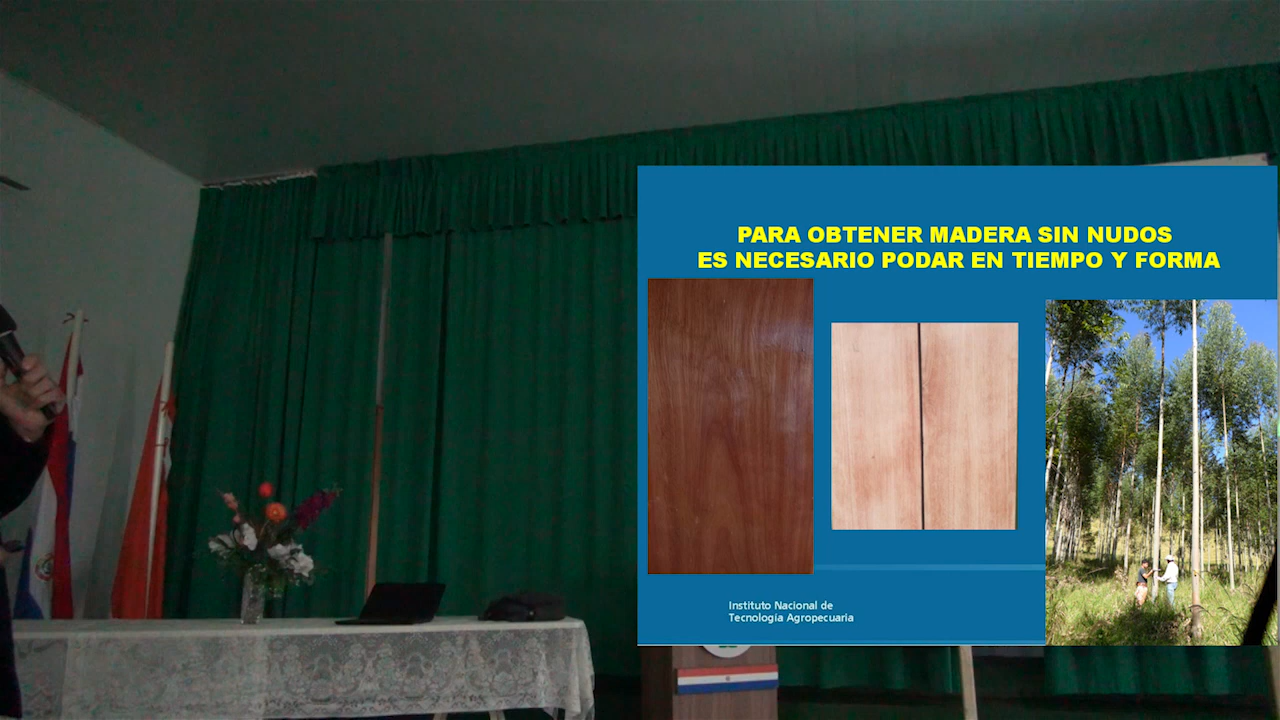 PARA OBTENER MADERA SIN NUDOS
ES NECESARIO PODAR EN TIEMPO Y FORMA
Instituto Nacional de
Tecnología Agropecuaria